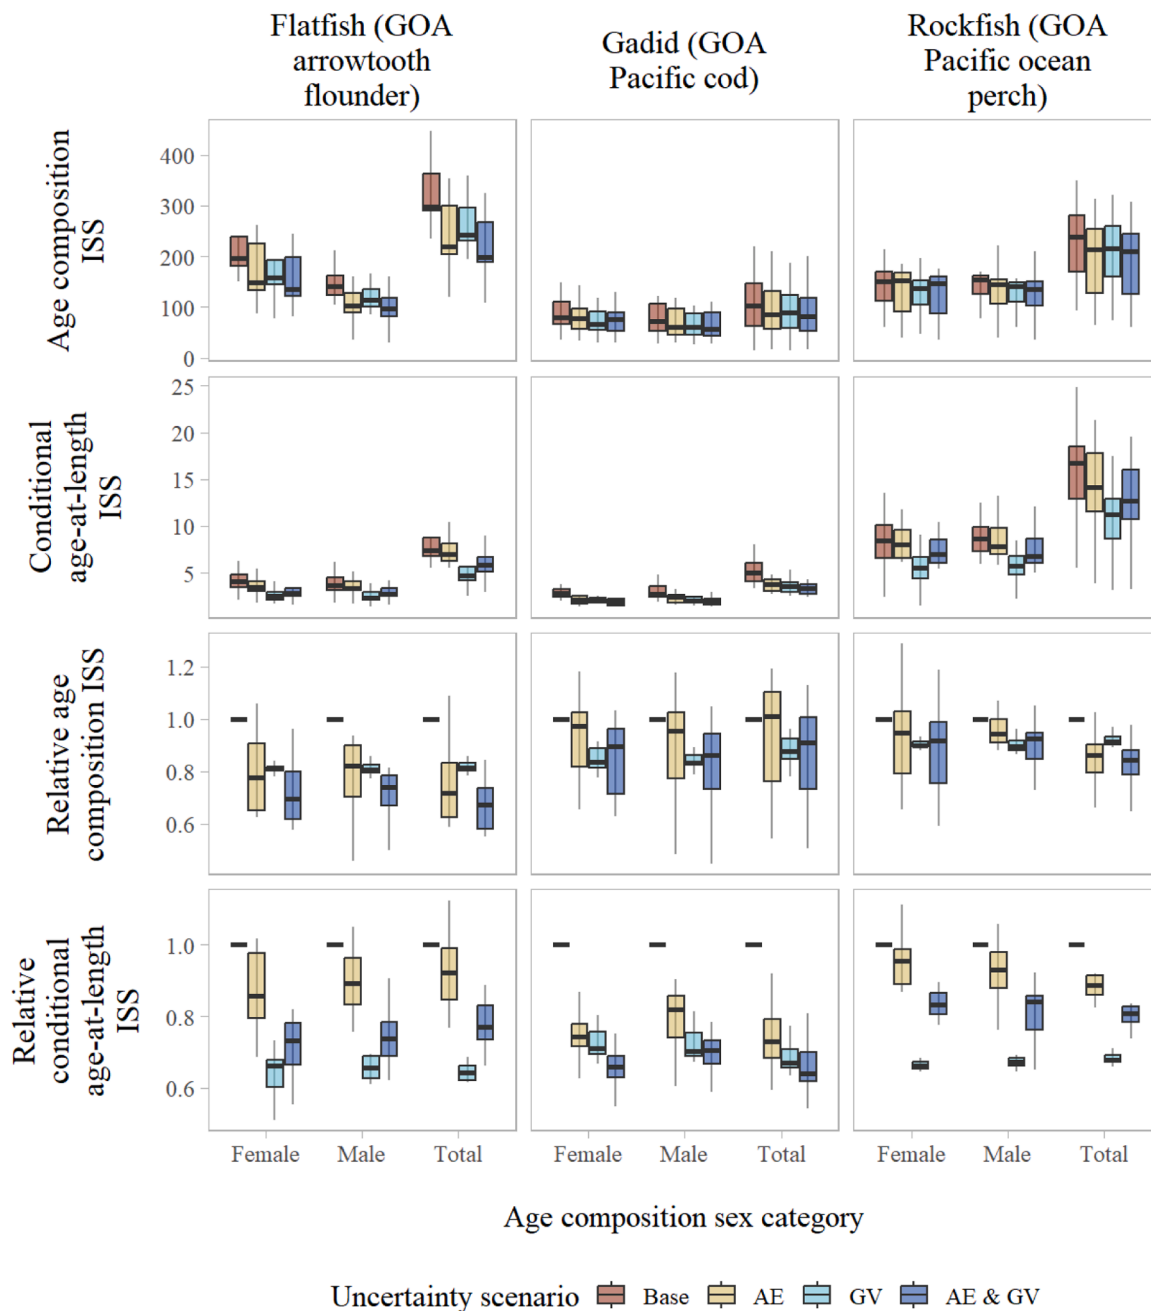 Flatfish (GOA
arrowtooth
flounder)
Gadid (GOA
Pacific cod)
Rockfish (GOA
Pacific ocean
perch)
Age composition
ISS
400
300
200
100
0
Conditional
age-at-length
ISS
25
20
15
10
5
Relative age
composition ISS
1.2
1.0
0.8
0.6
Relative
conditional
age-at-length
ISS
1.0
0.8
0.6
Female Male Total
Female Male Total
Female Male Total
Age composition sex category
Uncertainty scenario Base AE GV AE & GV